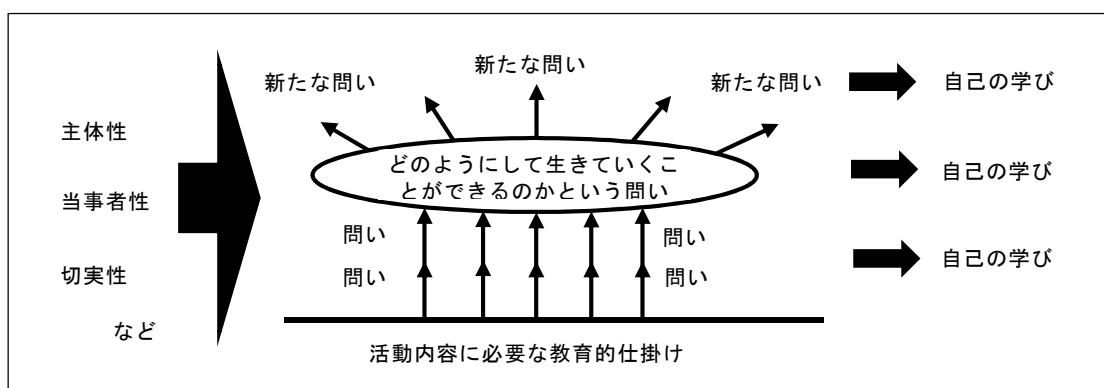 主体性
当事者性
切実性
など
新たな問い
新たな問い
新たな問い
どのようにして生きていくこ
とができるのかという問い
問い
問い
問い
問い
活動内容に必要な教育的仕掛け
自己の学び
自己の学び
自己の学び